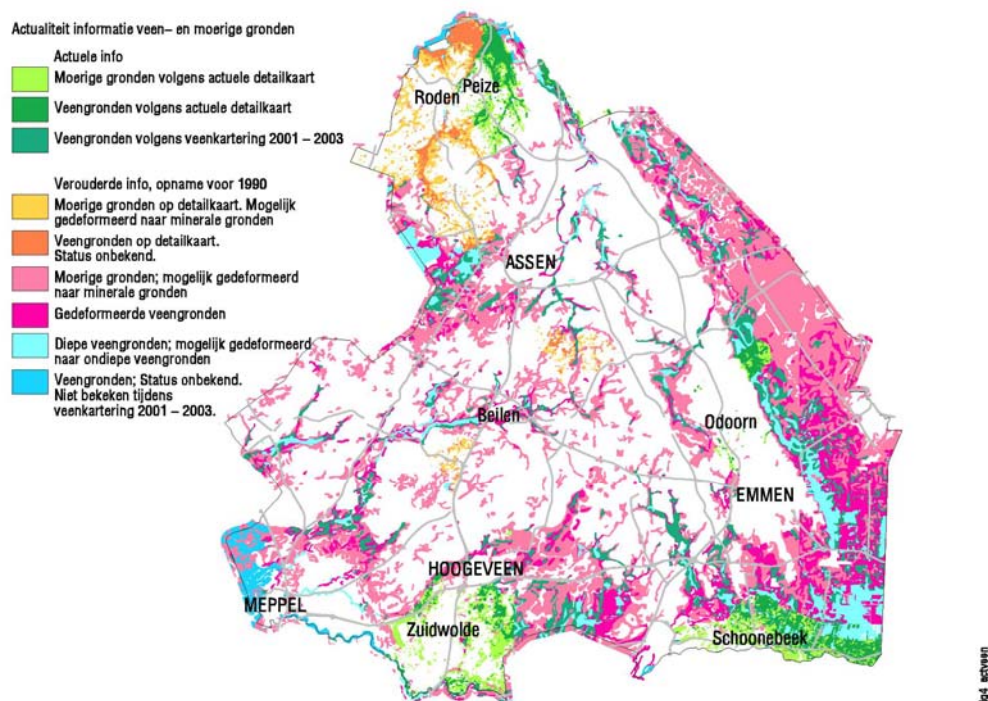 Actualiteit informatie veen– en moerige gronden
Actuele info
Moerige gronden volgens actuele detailkaart
Veengronden volgens actuele detailkaart
Veengronden volgens veenkartering 2001 – 2003
Verouderde info, opname voor 1990
Moerige gronden op detailkaart. Mogelijk
gedeformeerd naar minerale gronden
Veengronden op detailkaart.
Status onbekend.
Moerige gronden; mogelijk gedeformeerd
naar minerale gronden
Gedeformeerde veengronden
Diepe veengronden; mogelijk gedeformeerd
naar ondiepe veengronden
Veengronden; Status onbekend.
Niet bekeken tijdens
veenkartering 2001 – 2003.
Peize
Roden
ASSEN
Beilen
Odoorn
EMMEN
HOOGEVEEN
MEPPEL
Zuidwolde
Schoonebeek